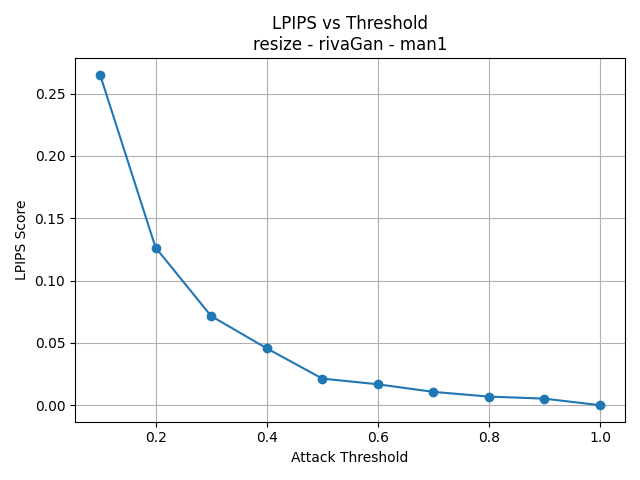 LPIPS vs Threshold
resize - rivaGan - man1
LPIPS Score
0.25
0.20
0.15
0.10
0.05
0.00
0.2
0.4
0.6
0.8
1.0
Attack Threshold